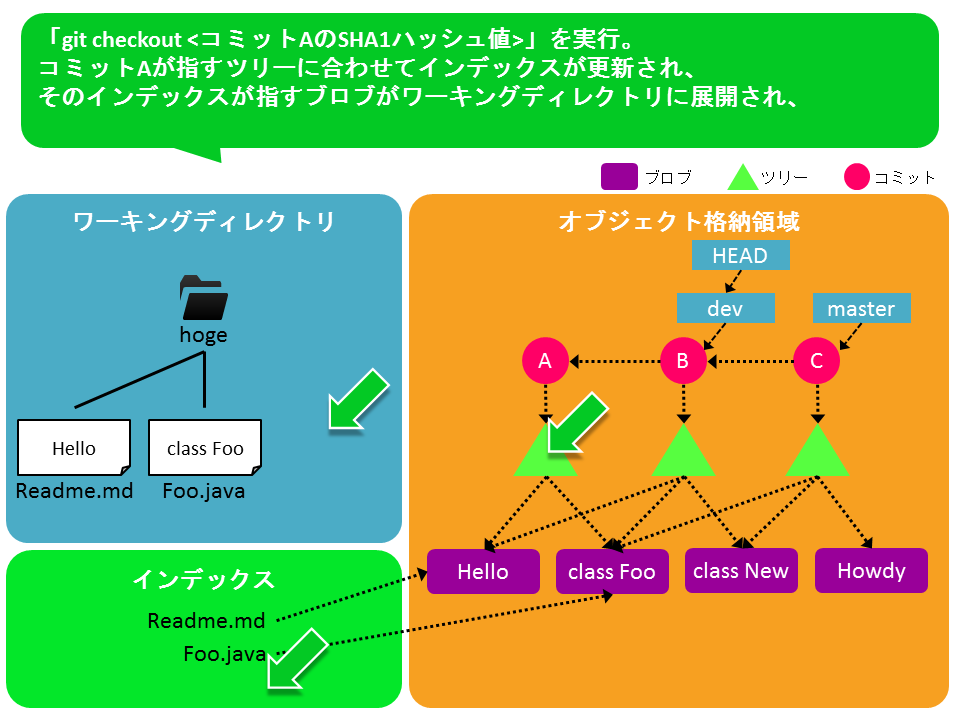 「git checkout <コミットAのSHA1ハッシュ値>」を実行。
コミットAが指すツリーに合わせてインデックスが更新され、
そのインデックスが指すブロブがワーキングディレクトリに展開され、
ブロブ ツリー コミット
ワーキングディレクトリ
hoge
Hello
class Foo
Readme.md
Foo.java
インデックス
Readme.md
Foo.java
オブジェクト格納領域
HEAD
dev
master
A
B
C
Hello
class Foo
class New
Howdy